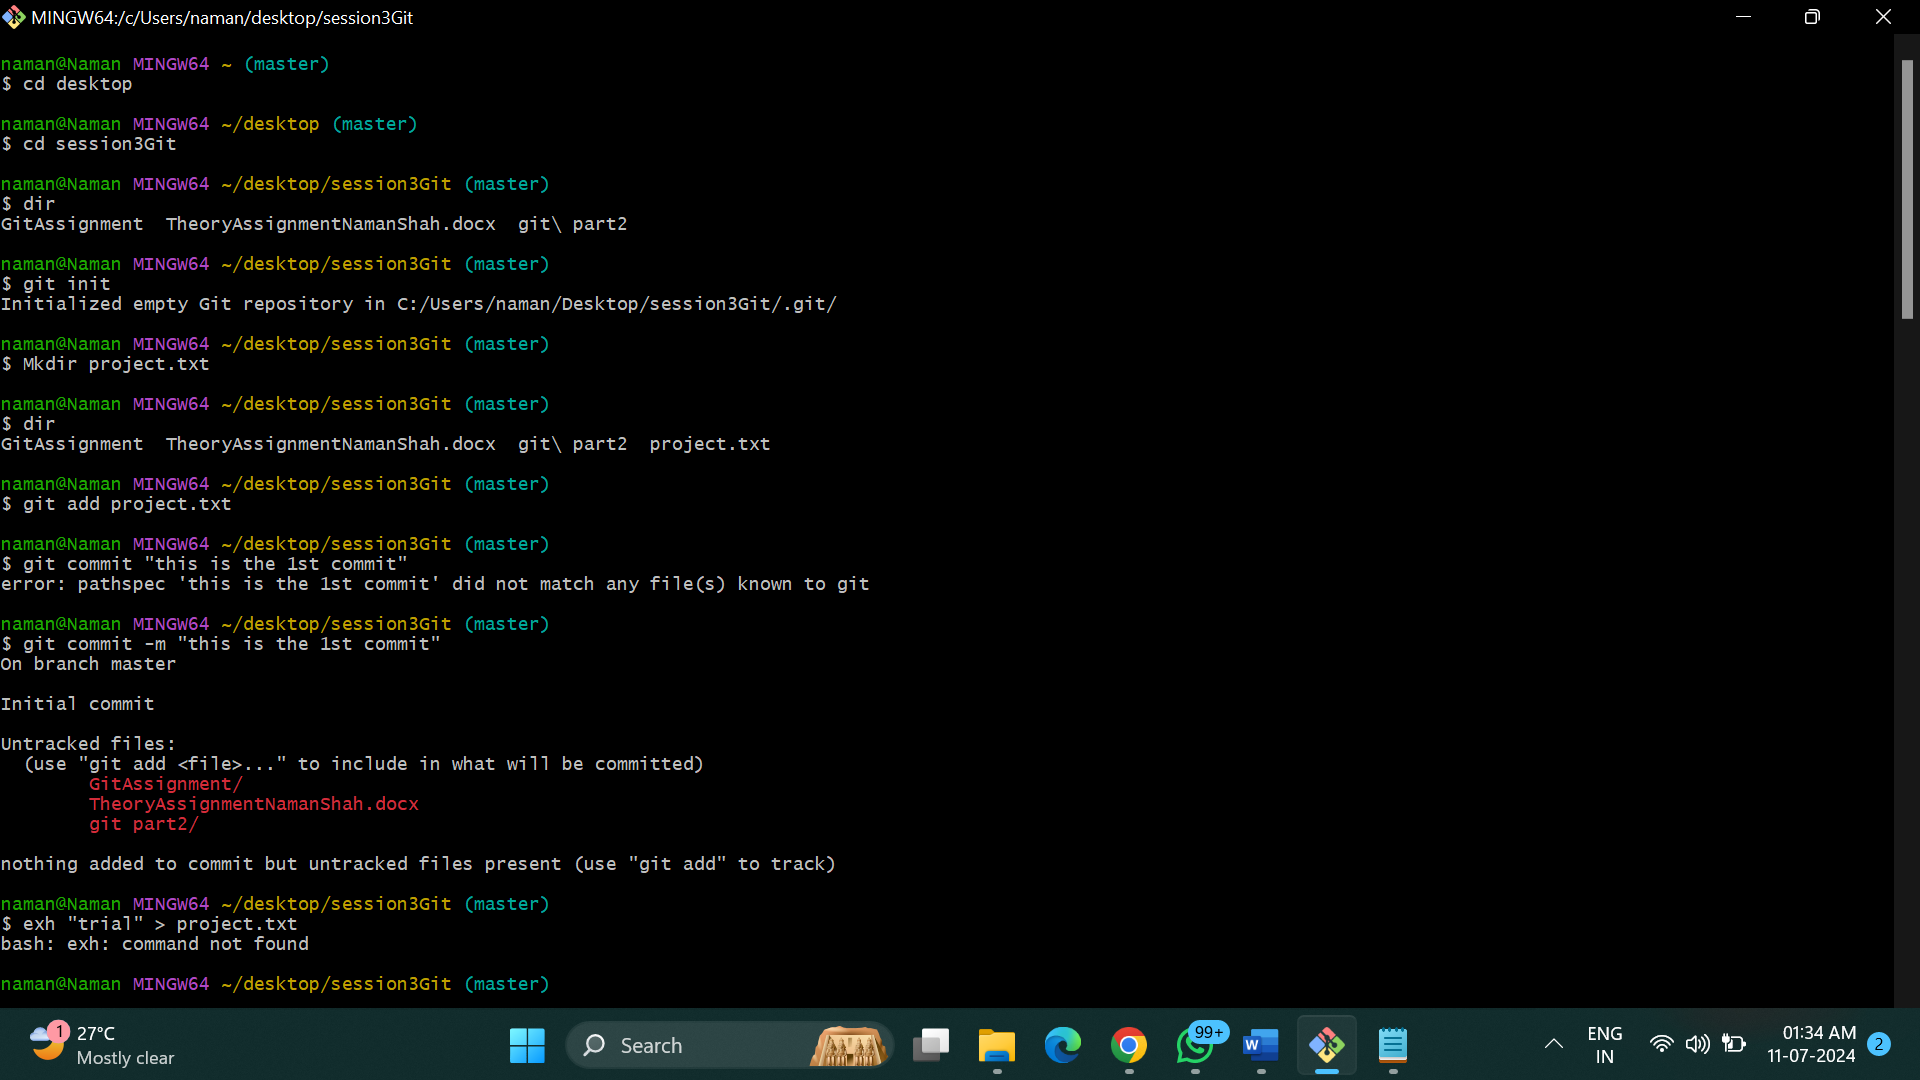 MINGW64:/c/Users/naman/desktop/session3Git
naman@Naman MINGW64 ~ (master)
$ cd desktop
naman@Naman MINGW64 ~/desktop (master)
$ cd session3Git
naman@Naman MINGW64 ~/desktop/session3Git (master)
$ dir
GitAssignment  TheoryAssignmentNamanShah.docx  git\ part2
naman@Naman MINGW64 ~/desktop/session3Git (master)
$ git init
Initialized empty Git repository in C:/Users/naman/Desktop/session3Git/.git/
naman@Naman MINGW64 ~/desktop/session3Git (master)
$ Mkdir project.txt
naman@Naman MINGW64 ~/desktop/session3Git (master)
$ dir
GitAssignment  TheoryAssignmentNamanShah.docx  git\ part2  project.txt
naman@Naman MINGW64 ~/desktop/session3Git (master)
$ git add project.txt
naman@Naman MINGW64 ~/desktop/session3Git (master)
$ git commit "this is the 1st commit"
error: pathspec 'this is the 1st commit' did not match any file(s) known to git
naman@Naman MINGW64 ~/desktop/session3Git (master)
$ git commit -m "this is the 1st commit"
On branch master
Initial commit
Untracked files:
  (use "git add <file>..." to include in what will be committed)
        GitAssignment/
        TheoryAssignmentNamanShah.docx
        git part2/
nothing added to commit but untracked files present (use "git add" to track)
naman@Naman MINGW64 ~/desktop/session3Git (master)
$ exh "trial" > project.txt
bash: exh: command not found
naman@Naman MINGW64 ~/desktop/session3Git (master)
1
27°C
Mostly clear
Search
99+
W
ENG
IN
01:34 AM
11-07-2024
2